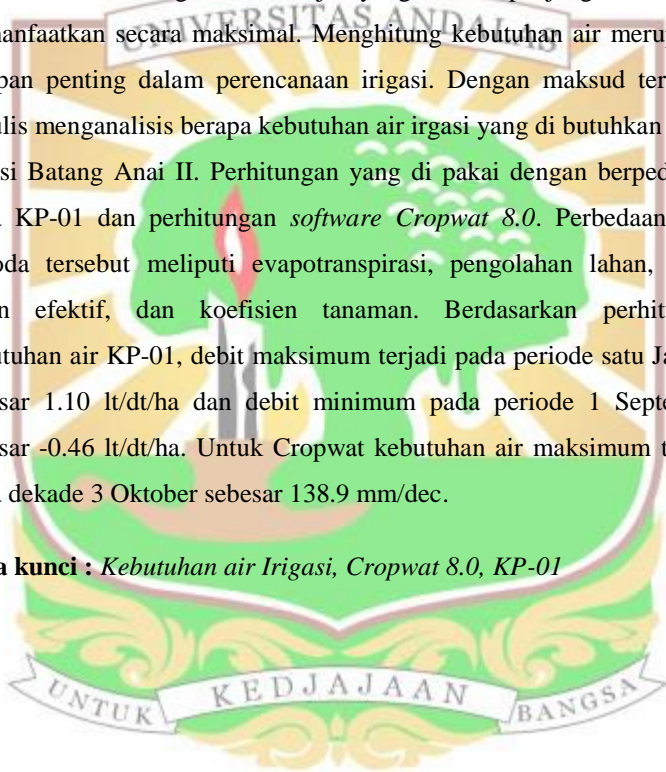 yang
UNIVERSITAS ANDALAS
manfaatkan secara maksimal. Menghitung kebutuhan air meru
pan penting dalam perencanaan irigasi. Dengan maksud ter
ulis menganalisis berapa kebutuhan air irgasi yang di butuhkan
si Batang Anai II. Perhitungan yang di pakai dengan berped
KP-01 dan perhitungan software Cropwat 8.0. Perbedaan
oda tersebut meliputi evapotranspirasi, pengolahan lahan,
n efektif, dan koefisien tanaman. Berdasarkan perhit
utuhan air KP-01, debit maksimum terjadi pada periode satu Ja
sar 1.10 lt/dt/ha dan debit minimum pada periode 1 Septe
sar -0.46 lt/dt/ha. Untuk Cropwat kebutuhan air maksimum t
a dekade 3 Oktober sebesar 138.9 mm/dec.
a kunci : Kebutuhan air Irigasi, Cropwat 8.0, KP-01
UNTUK KEDJAJAAN BANGSA